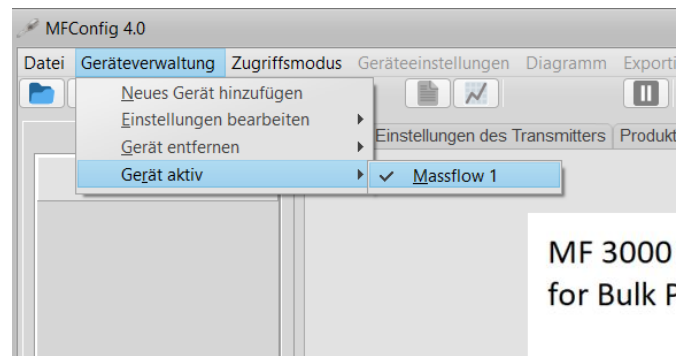 MFConfig 4.0
Datei Geräteverwaltung Zugriffsmodus Geräteeinstellungen Diagramm
Neues Gerät hinzufügen
Einstellungen bearbeiten
Gerät entfernen
Gerät aktiv
Massflow 1
Einstellungen des Transmitters
MF 3000
for Bulk